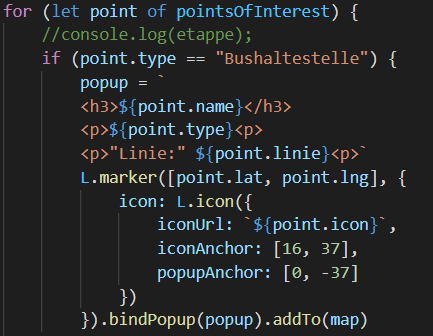 for (let point of pointsOfInterest) {
//console.log(etappe);
if (point.type == "Bushaltestelle") {
popup = `
<h3>${point.name}</h3>
<p>${point.type}<p>
<p>"Linie:" ${point.linie}<p>`
L.marker([point.lat, point.lng], {
icon: L.icon({
iconUrl: `${point.icon}`,
iconAnchor: [16, 37],
popupAnchor: [0, -37]
})
}).bindPopup(popup).addTo(map)